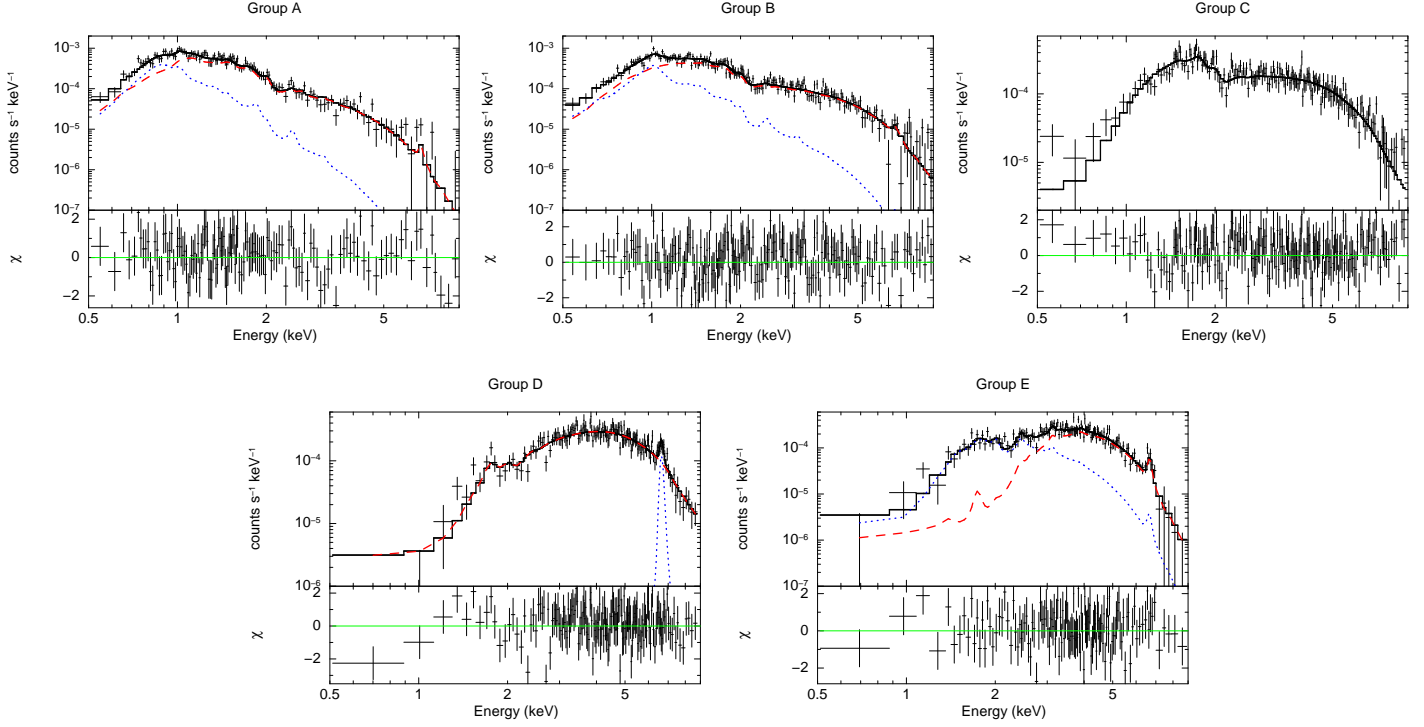 Group A
Group B
Group C
10⁻³
10⁻⁴
10⁻⁵
10⁻⁶
10⁻⁷
counts s⁻¹ keV⁻¹
2
0
−2
χ
0.5 1 2 5
Energy (keV)
10⁻³
10⁻⁴
10⁻⁵
10⁻⁶
10⁻⁷
counts s⁻¹ keV⁻¹
2
0
−2
χ
0.5 1 2 5
Energy (keV)
10⁻⁴
10⁻⁵
counts s⁻¹ keV⁻¹
2
0
−2
χ
0.5 1 2 5
Energy (keV)
Group D
Group E
10⁻⁴
10⁻⁵
10⁻⁶
counts s⁻¹ keV⁻¹
2
0
−2
χ
0.5 1 2 5
Energy (keV)
10⁻⁴
10⁻⁵
10⁻⁶
10⁻⁷
counts s⁻¹ keV⁻¹
2
0
−2
χ
0.5 1 2 5
Energy (keV)